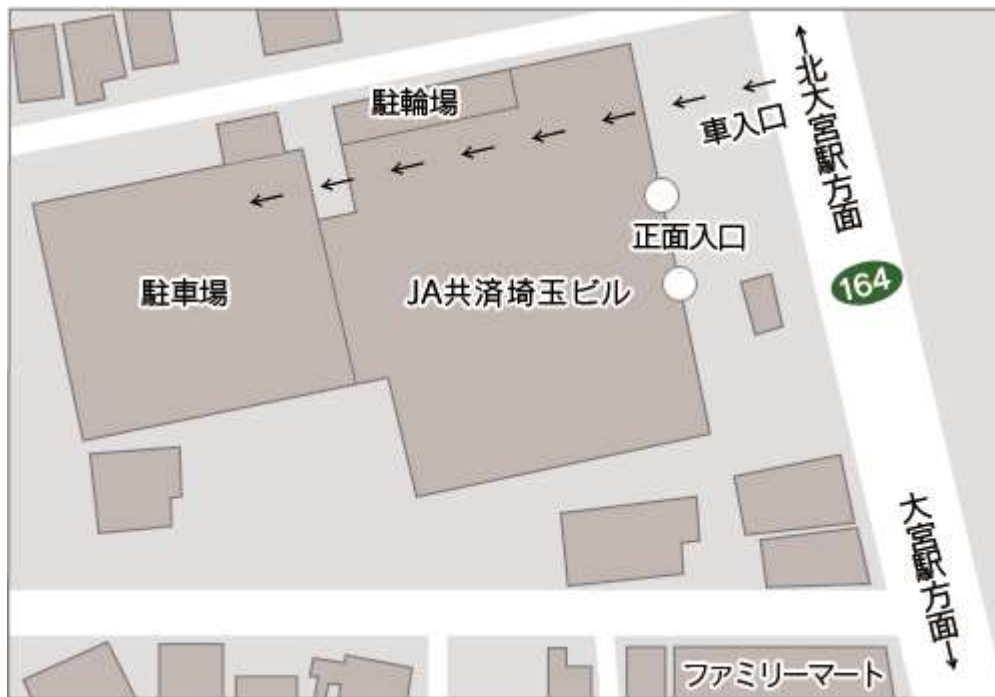 ↑北大宮駅方面
駐輪場
車入口
正面入口
164
駐車場
JA共済埼玉ビル
大宮駅方面↓
ファミリーマート